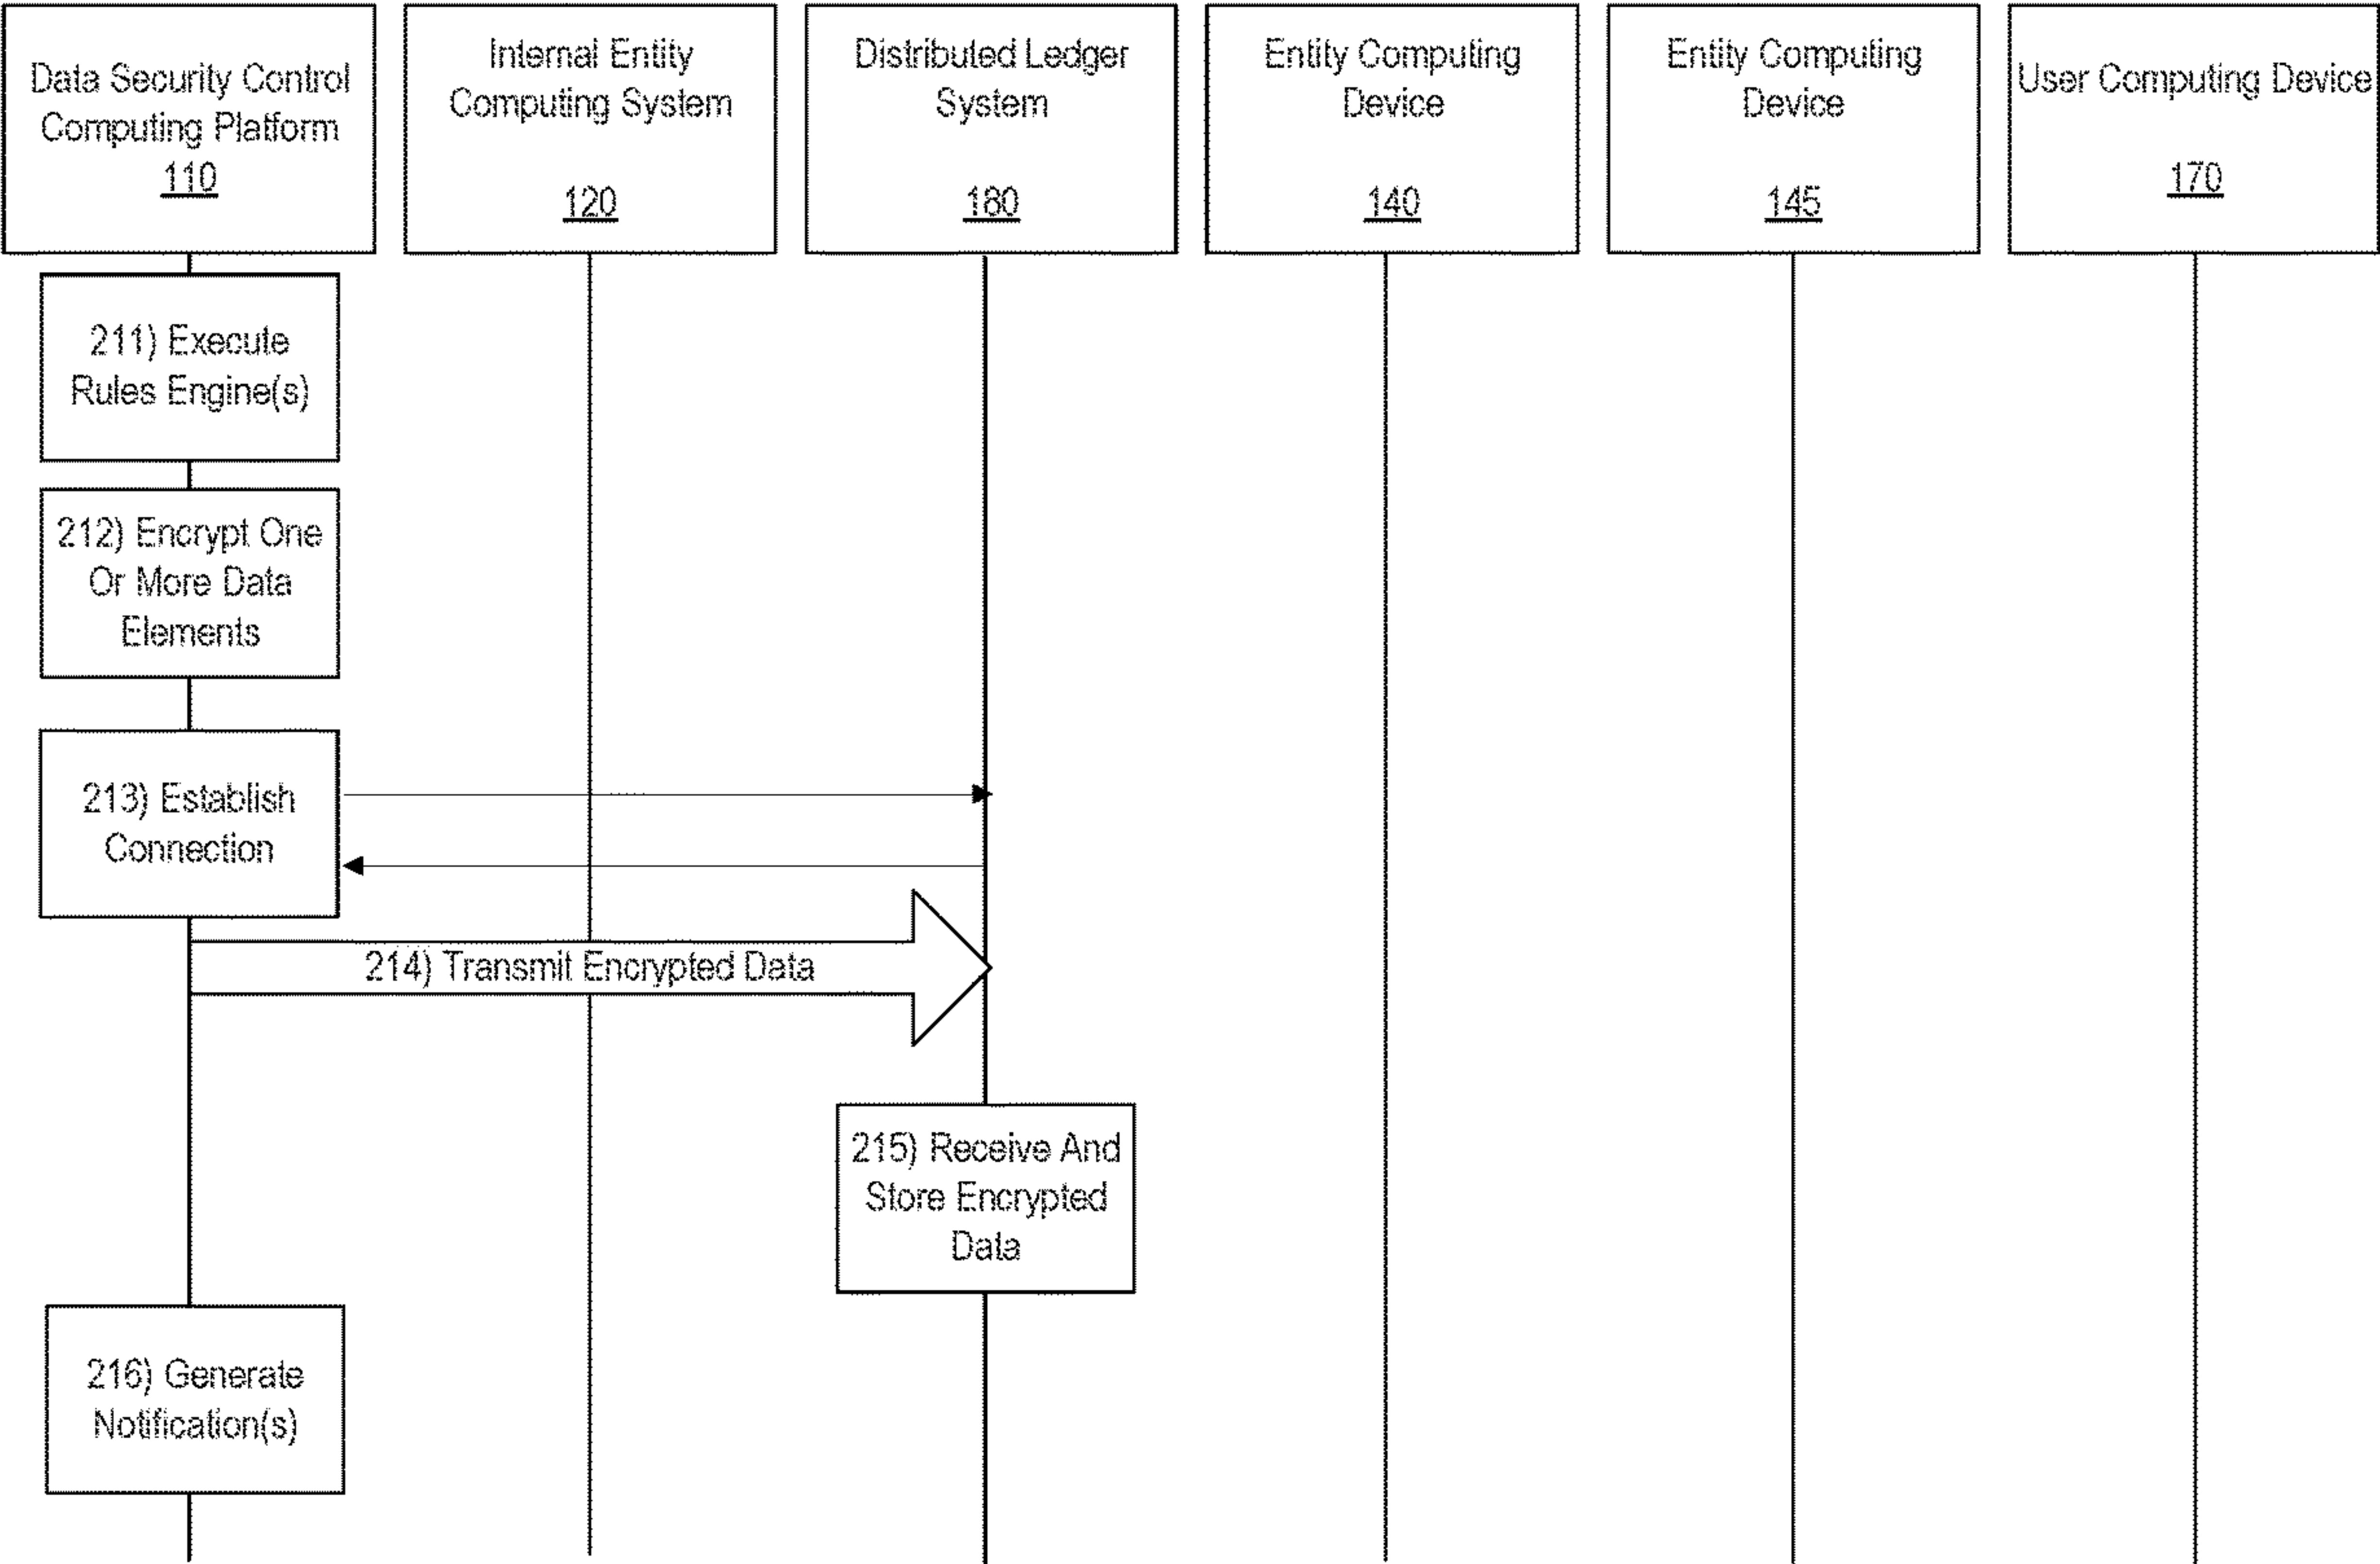 Data Security Control
Computing Platform
110
Internal Entity
Computing System
120
Distributed Ledger
System
180
Entity Computing
Device
140
Entity Computing
Device
145
User Computing Device
170
211) Execute
Rules Engine(s)
212) Encrypt One
Or More Data
Elements
213) Establish
Connection
214) Transmit Encrypted Data
215) Receive And
Store Encrypted
Data
216) Generate
Notification(s)